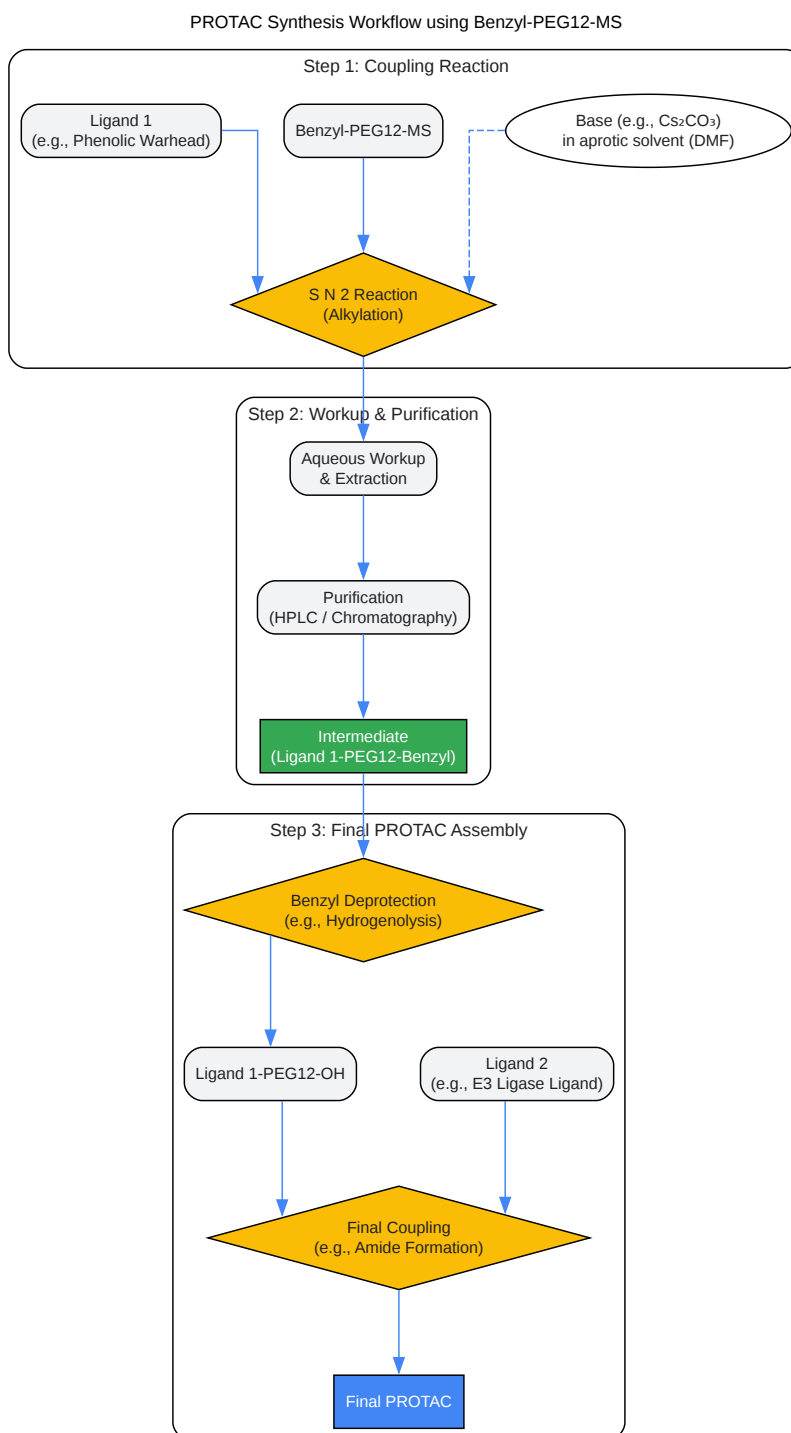 PROTAC Synthesis Workflow using Benzyl-PEG12-MS
Step 1: Coupling Reaction
Ligand 1
(e.g., Phenolic Warhead)
Benzyl-PEG12-MS
Base (e.g., Cs₂CO₃)
in aprotic solvent (DMF)
S N 2 Reaction
(Alkylation)
Step 2: Workup & Purification
Aqueous Workup
& Extraction
Purification
(HPLC / Chromatography)
Intermediate
(Ligand 1-PEG12-Benzyl)
Step 3: Final PROTAC Assembly
Benzyl Deprotection
(e.g., Hydrogenolysis)
Ligand 1-PEG12-OH
Ligand 2
(e.g., E3 Ligase Ligand)
Final Coupling
(e.g., Amide Formation)
Final PROTAC